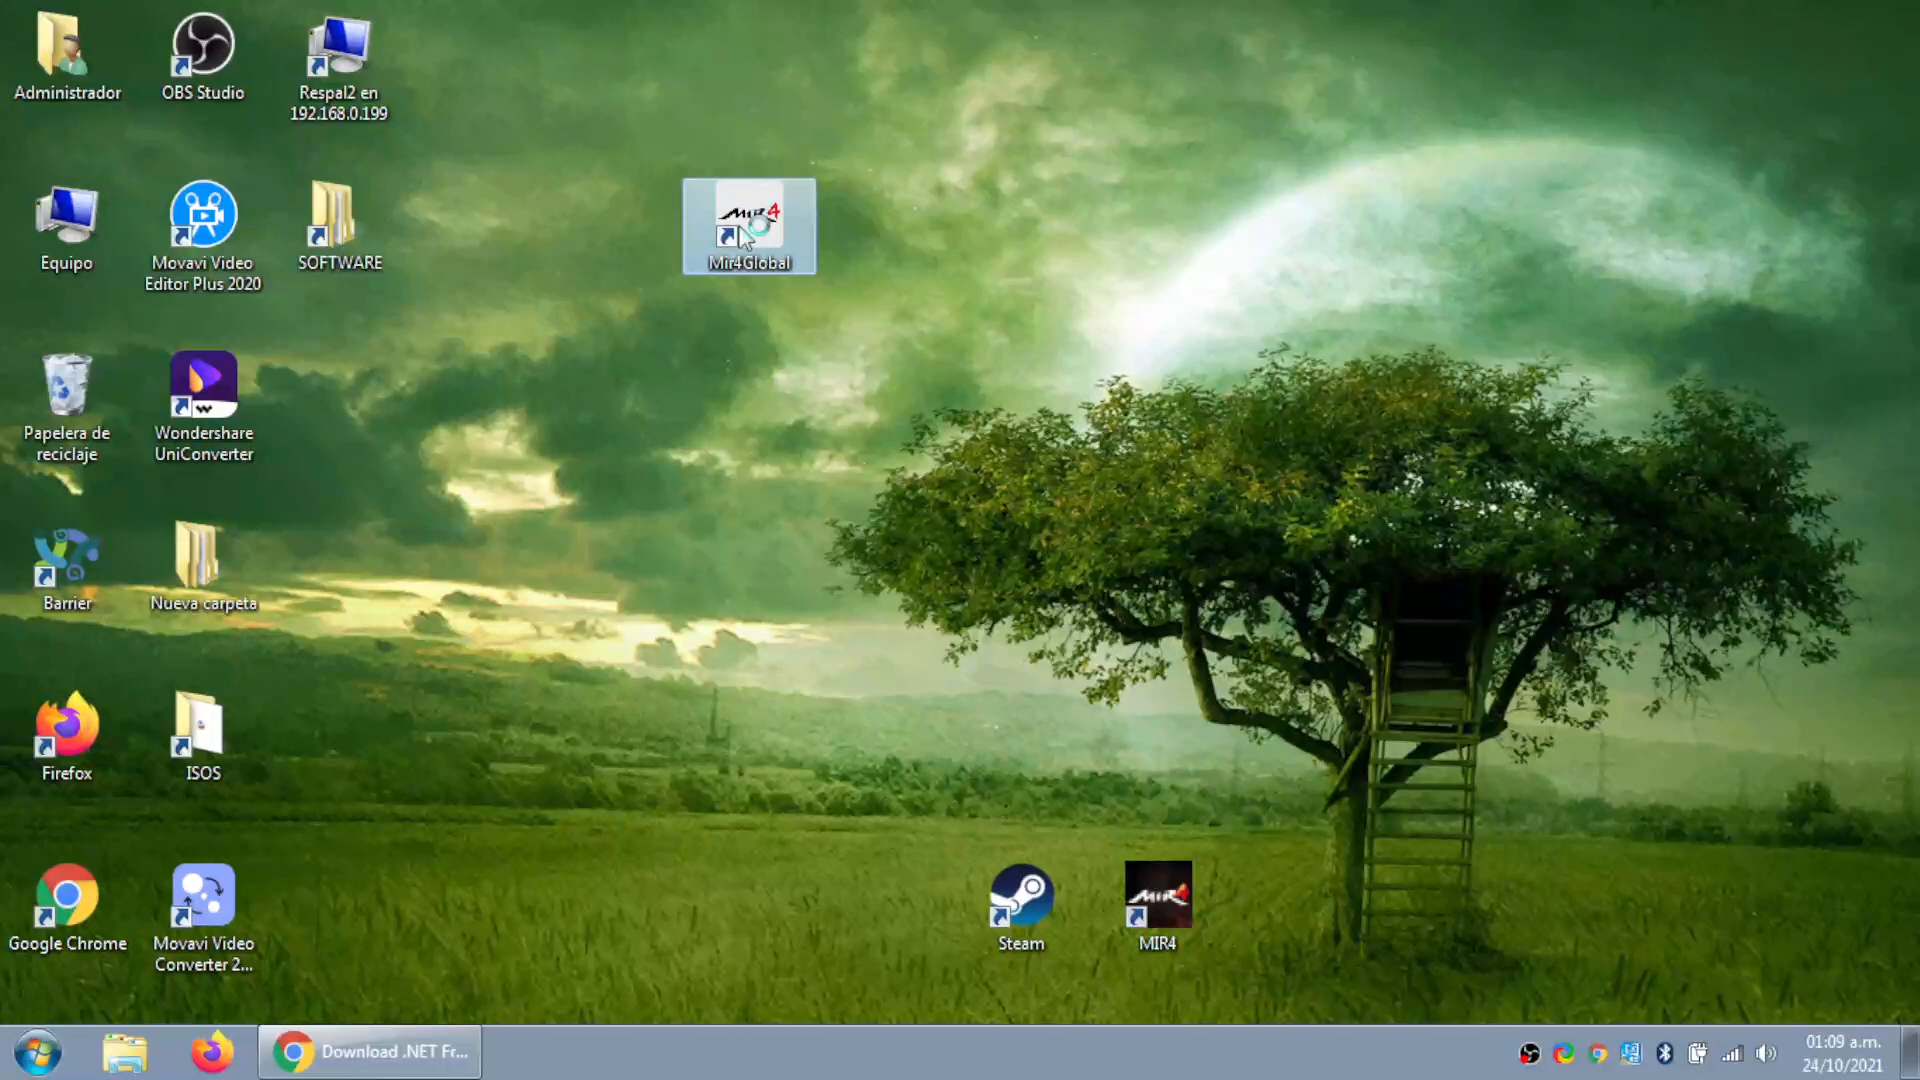 Administrador
OBS Studio
Respal2 en
192.168.0.199
Equipo
Movavi Video
Editor Plus 2020
SOFTWARE
MIR4
Mir4Global
Papelera de
reciclaje
Wondershare
UniConverter
Barrier
Nueva carpeta
Firefox
ISOS
Google Chrome
Movavi Video
Converter 2...
Steam
MIR4
MIR4
Download .NET Fr...
01:09 a.m.
24/10/2021